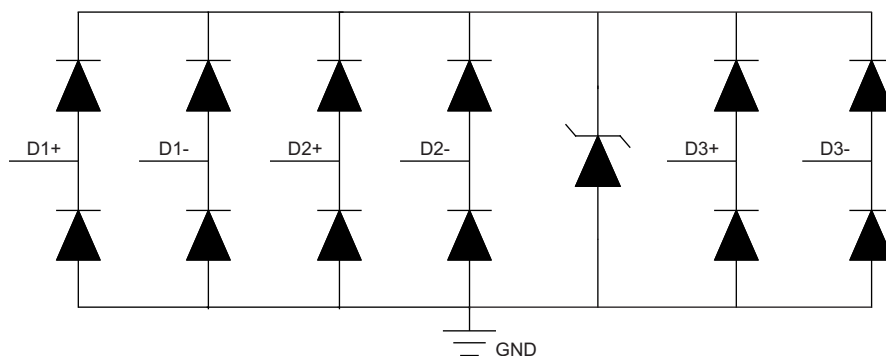 D1+ D1- D2+ D2- D3+ D3-
GND